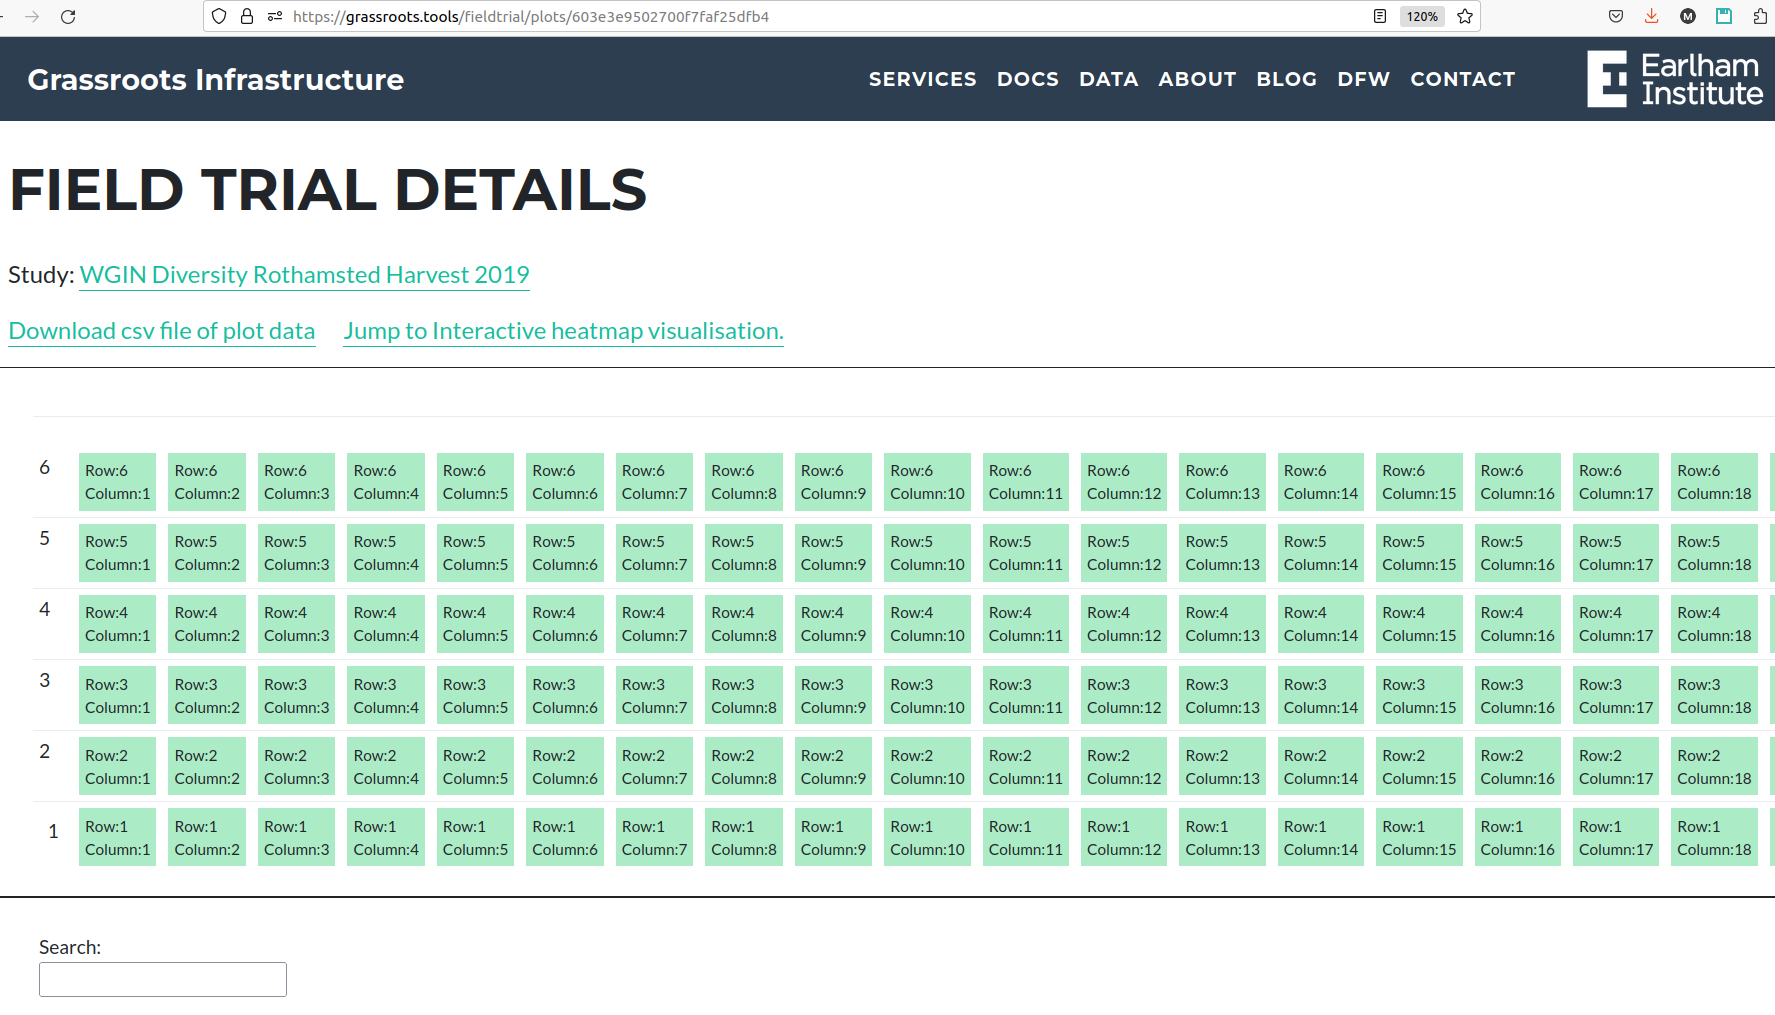 https://grassroots.tools/fieldtrial/plots/603e3e9502700f7faf25dfb4 120% M
Grassroots Infrastructure SERVICES DOCS DATA ABOUT BLOG DFW CONTACT Earlham Institute
FIELD TRIAL DETAILS
Study: WGIN Diversity Rothamsted Harvest 2019
Download csv file of plot data Jump to Interactive heatmap visualisation.
6 Row:6 Row:6 Row:6 Row:6 Row:6 Row:6 Row:6 Row:6 Row:6 Row:6 Row:6 Row:6 Row:6 Row:6 Row:6 Row:6 Row:6 Row:6
Column:1 Column:2 Column:3 Column:4 Column:5 Column:6 Column:7 Column:8 Column:9 Column:10 Column:11 Column:12 Column:13 Column:14 Column:15 Column:16 Column:17 Column:18
5 Row:5 Row:5 Row:5 Row:5 Row:5 Row:5 Row:5 Row:5 Row:5 Row:5 Row:5 Row:5 Row:5 Row:5 Row:5 Row:5 Row:5 Row:5
Column:1 Column:2 Column:3 Column:4 Column:5 Column:6 Column:7 Column:8 Column:9 Column:10 Column:11 Column:12 Column:13 Column:14 Column:15 Column:16 Column:17 Column:18
4 Row:4 Row:4 Row:4 Row:4 Row:4 Row:4 Row:4 Row:4 Row:4 Row:4 Row:4 Row:4 Row:4 Row:4 Row:4 Row:4 Row:4 Row:4
Column:1 Column:2 Column:3 Column:4 Column:5 Column:6 Column:7 Column:8 Column:9 Column:10 Column:11 Column:12 Column:13 Column:14 Column:15 Column:16 Column:17 Column:18
3 Row:3 Row:3 Row:3 Row:3 Row:3 Row:3 Row:3 Row:3 Row:3 Row:3 Row:3 Row:3 Row:3 Row:3 Row:3 Row:3 Row:3 Row:3
Column:1 Column:2 Column:3 Column:4 Column:5 Column:6 Column:7 Column:8 Column:9 Column:10 Column:11 Column:12 Column:13 Column:14 Column:15 Column:16 Column:17 Column:18
2 Row:2 Row:2 Row:2 Row:2 Row:2 Row:2 Row:2 Row:2 Row:2 Row:2 Row:2 Row:2 Row:2 Row:2 Row:2 Row:2 Row:2 Row:2
Column:1 Column:2 Column:3 Column:4 Column:5 Column:6 Column:7 Column:8 Column:9 Column:10 Column:11 Column:12 Column:13 Column:14 Column:15 Column:16 Column:17 Column:18
1 Row:1 Row:1 Row:1 Row:1 Row:1 Row:1 Row:1 Row:1 Row:1 Row:1 Row:1 Row:1 Row:1 Row:1 Row:1 Row:1 Row:1 Row:1
Column:1 Column:2 Column:3 Column:4 Column:5 Column:6 Column:7 Column:8 Column:9 Column:10 Column:11 Column:12 Column:13 Column:14 Column:15 Column:16 Column:17 Column:18
Search: